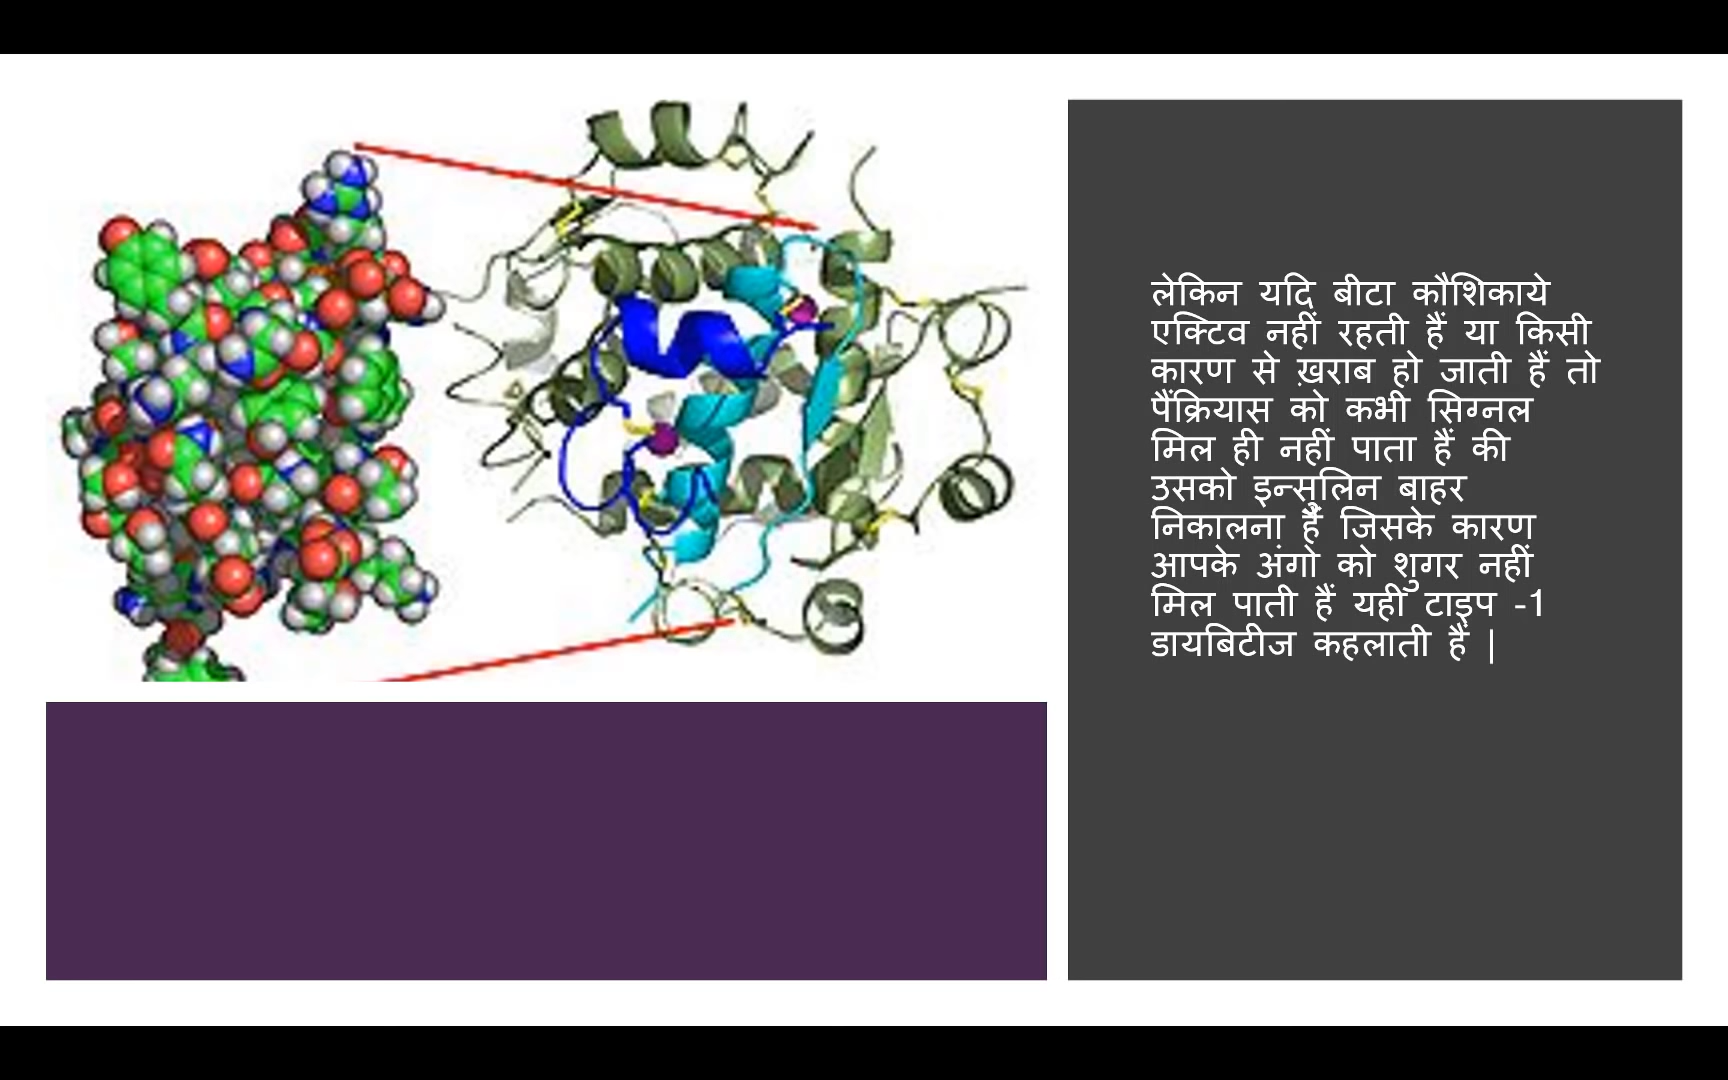 लेकिन यदि बीटा कौशिकाये
एक्टिव नहीं रहती हैं या किसी
कारण से ख़राब हो जाती हैं तो
पैंक्रियास को कभी सिग्नल
मिल ही नहीं पाता हैं की
उसको इन्सुलिन बाहर
निकालना हैं जिसके कारण
आपके अंगो को शुगर नहीं
मिल पाती हैं यही टाइप -1
डायबिटीज कहलाती हैं |